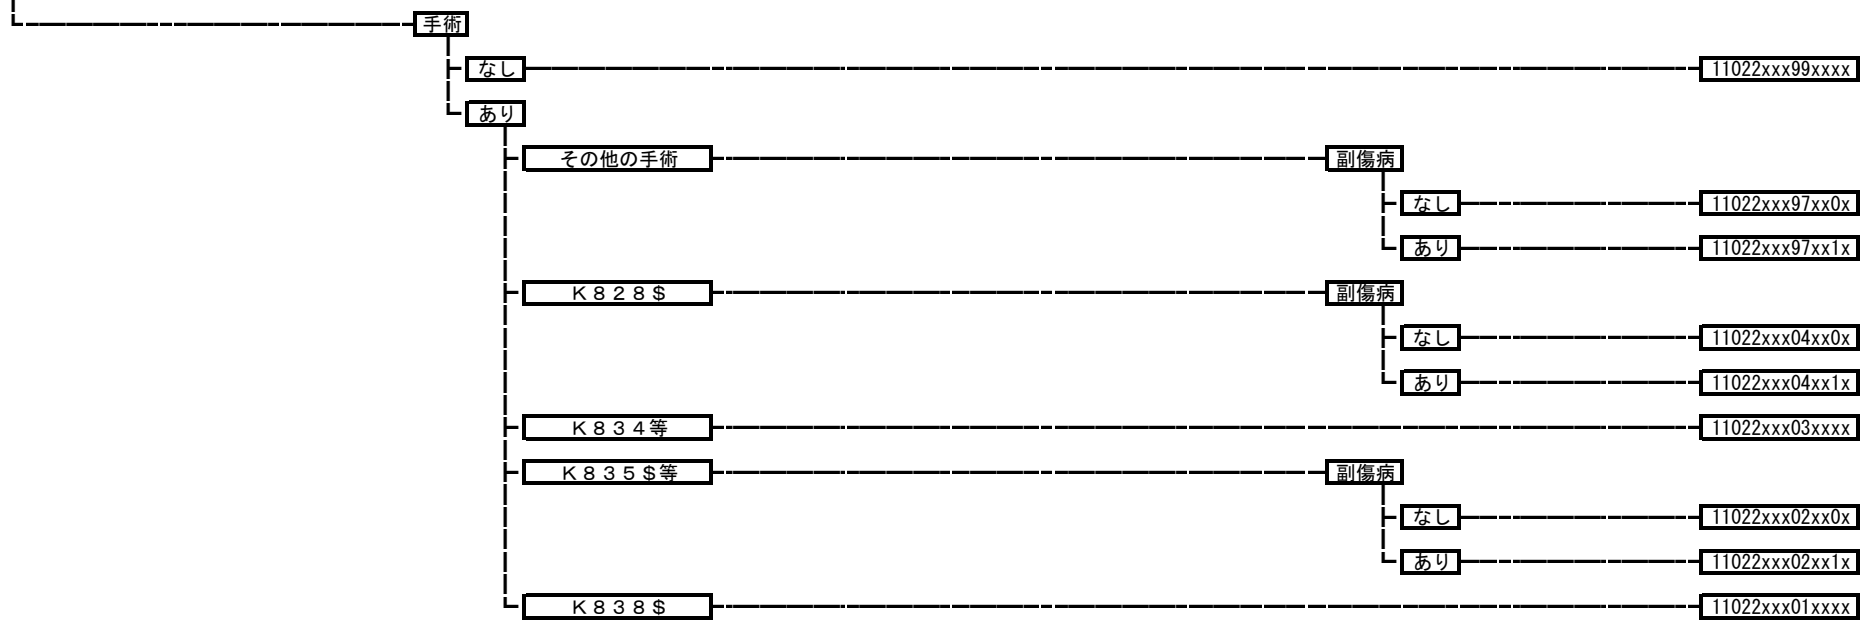 手術
なし 11022xxx99xxxx
あり
その他の手術 副傷病
なし 11022xxx97xx0x
あり 11022xxx97xx1x
Ｋ８２８＄ 副傷病
なし 11022xxx04xx0x
あり 11022xxx04xx1x
Ｋ８３４等 11022xxx03xxxx
Ｋ８３５＄等 副傷病
なし 11022xxx02xx0x
あり 11022xxx02xx1x
Ｋ８３８＄ 11022xxx01xxxx